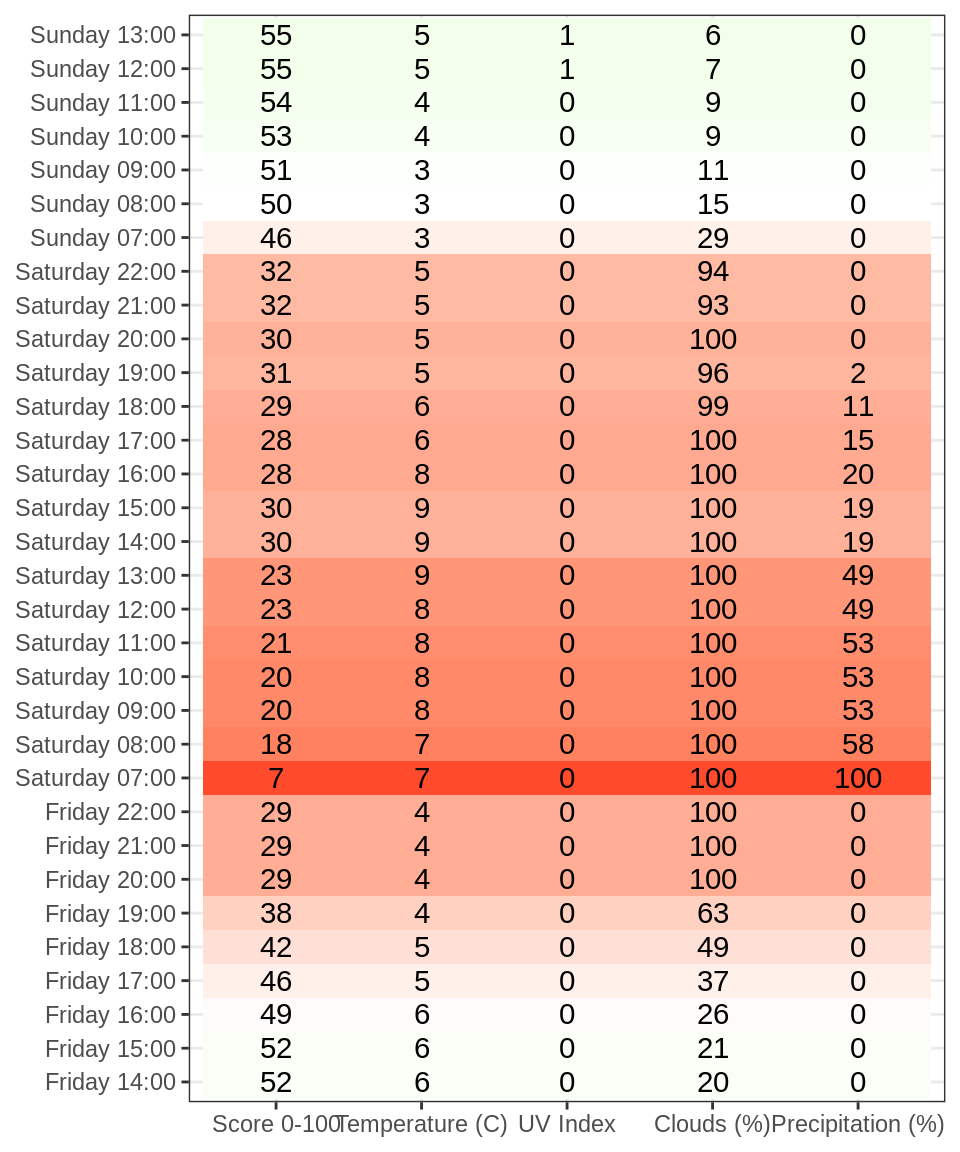 Sunday 13:00 55 5 1 6 0
Sunday 12:00 55 5 1 7 0
Sunday 11:00 54 4 0 9 0
Sunday 10:00 53 4 0 9 0
Sunday 09:00 51 3 0 11 0
Sunday 08:00 50 3 0 15 0
Sunday 07:00 46 3 0 29 0
Saturday 22:00 32 5 0 94 0
Saturday 21:00 32 5 0 93 0
Saturday 20:00 30 5 0 100 0
Saturday 19:00 31 5 0 96 2
Saturday 18:00 29 6 0 99 11
Saturday 17:00 28 6 0 100 15
Saturday 16:00 28 8 0 100 20
Saturday 15:00 30 9 0 100 19
Saturday 14:00 30 9 0 100 19
Saturday 13:00 23 9 0 100 49
Saturday 12:00 23 8 0 100 49
Saturday 11:00 21 8 0 100 53
Saturday 10:00 20 8 0 100 53
Saturday 09:00 20 8 0 100 53
Saturday 08:00 18 7 0 100 58
Saturday 07:00 7 7 0 100 100
Friday 22:00 29 4 0 100 0
Friday 21:00 29 4 0 100 0
Friday 20:00 29 4 0 100 0
Friday 19:00 38 4 0 63 0
Friday 18:00 42 5 0 49 0
Friday 17:00 46 5 0 37 0
Friday 16:00 49 6 0 26 0
Friday 15:00 52 6 0 21 0
Friday 14:00 52 6 0 20 0
Score 0-100 Temperature (C) UV Index Clouds (%) Precipitation (%)